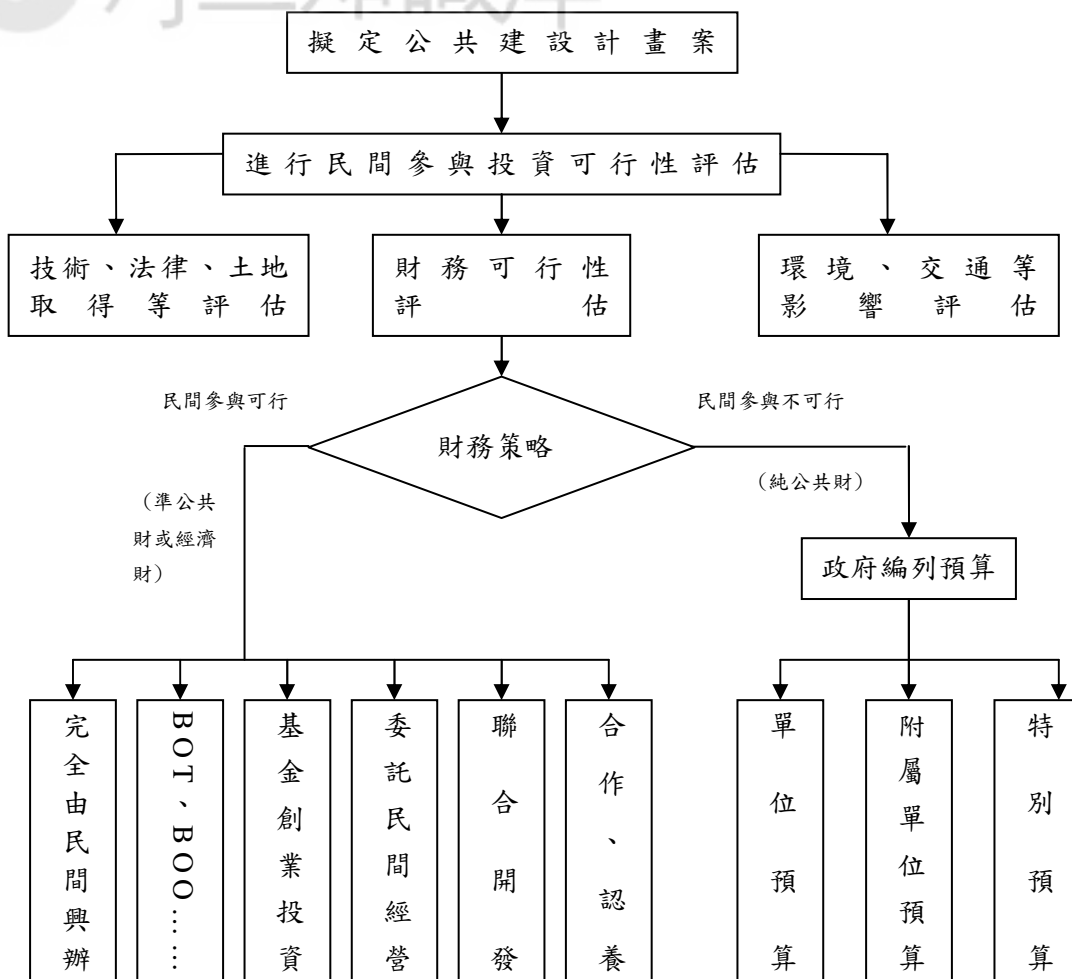 擬定公共建設計畫案
進行民間參與投資可行性評估
技術、法律、土地
取得等評估
財務可行性
評估
環境、交通等
影響評估
民間參與可行
民間參與不可行
財務策略
(準公共
財或經濟
財)
(純公共財)
政府編列預算
完全由民間興辦
BOT、BOO……
基金創業投資
委託民間經營
聯合開發
合作、認養
單位預算
附屬單位預算
特別預算